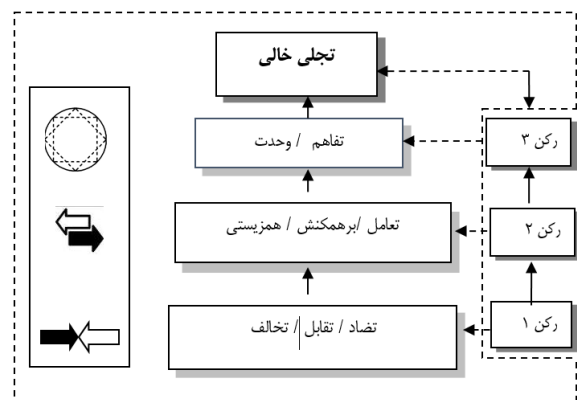 تجلی خالی
تفاهم / وحدت
رکن ۳
تعامل /برهمکنش / همزیستی
رکن ۲
تضاد / تقابل / تخالف
رکن ۱